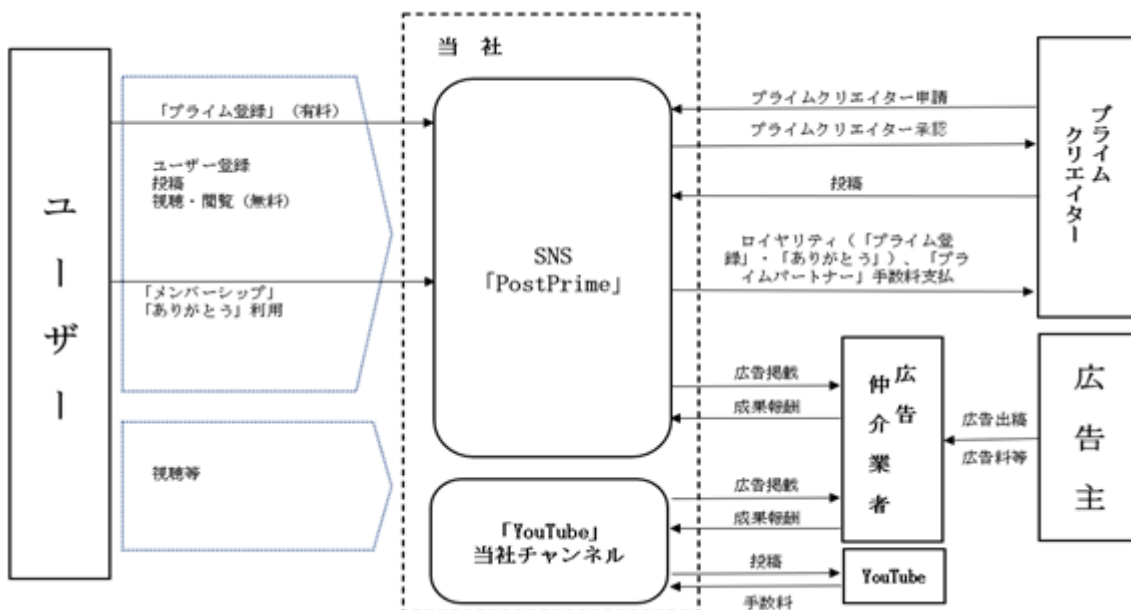 ユーザー
「プライム登録」（有料）
ユーザー登録
投稿
視聴・閲覧（無料）
「メンバーシップ」
「ありがとう」利用
視聴等
当　社
SNS
「PostPrime」
「YouTube」
当社チャンネル
プライムクリエイター申請
プライムクリエイター承認
投稿
ロイヤリティ（「プライム登
録」・「ありがとう」）、「プラ
イムパートナー」手数料支払
広告掲載
成果報酬
広告掲載
成果報酬
投稿
手数料
プライム
クリエイター
広告
仲介業者
YouTube
広告出稿
広告料等
広告主